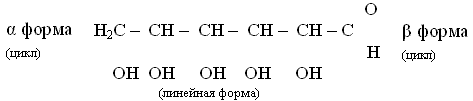 O
α форма H₂C – CH – CH – CH – CH – C β форма
(цикл) H (цикл)
OH OH OH OH OH
(линейная форма)